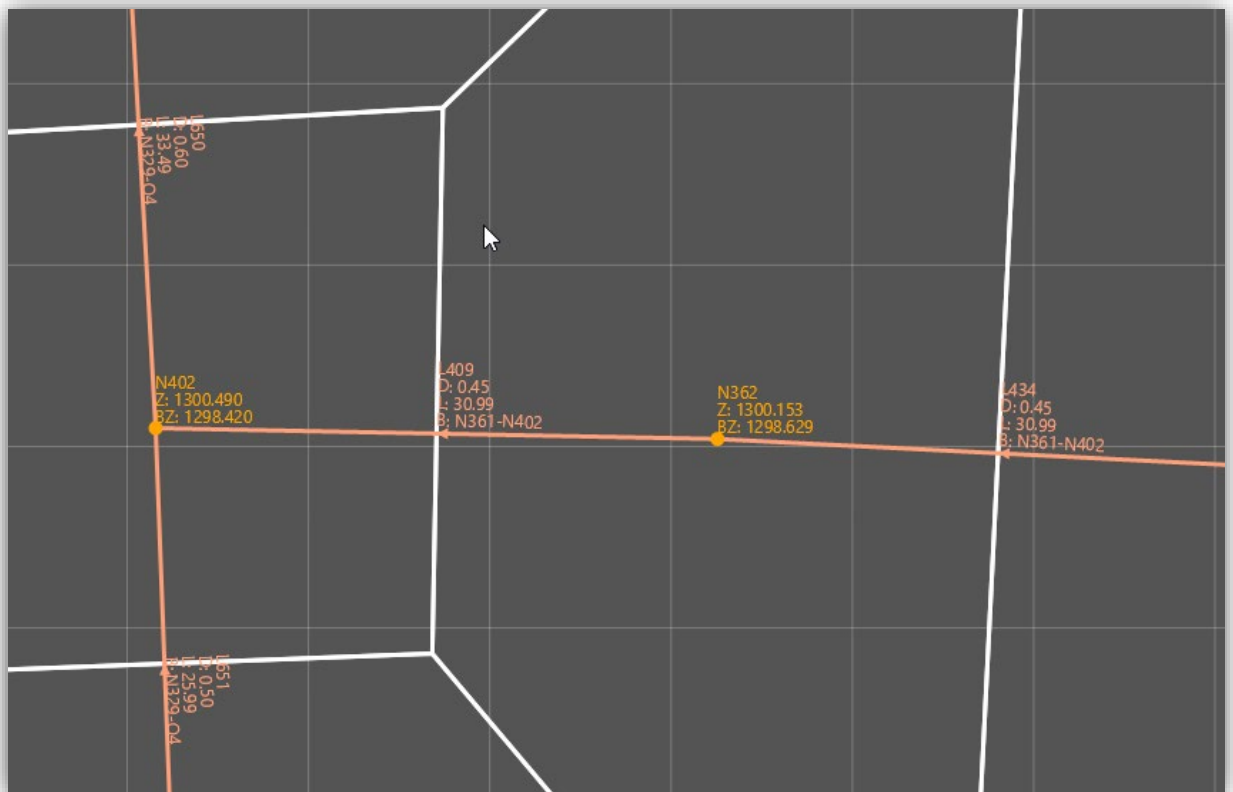 L650
D: 0.60
L: 33.49
B: N329-O4
N402
Z: 1300.490
BZ: 1298.420
L409
D: 0.45
L: 30.99
B: N361-N402
N362
Z: 1300.153
BZ: 1298.629
L434
D: 0.45
L: 30.99
B: N361-N402
L651
D: 0.50
L: 25.99
B: N329-O4